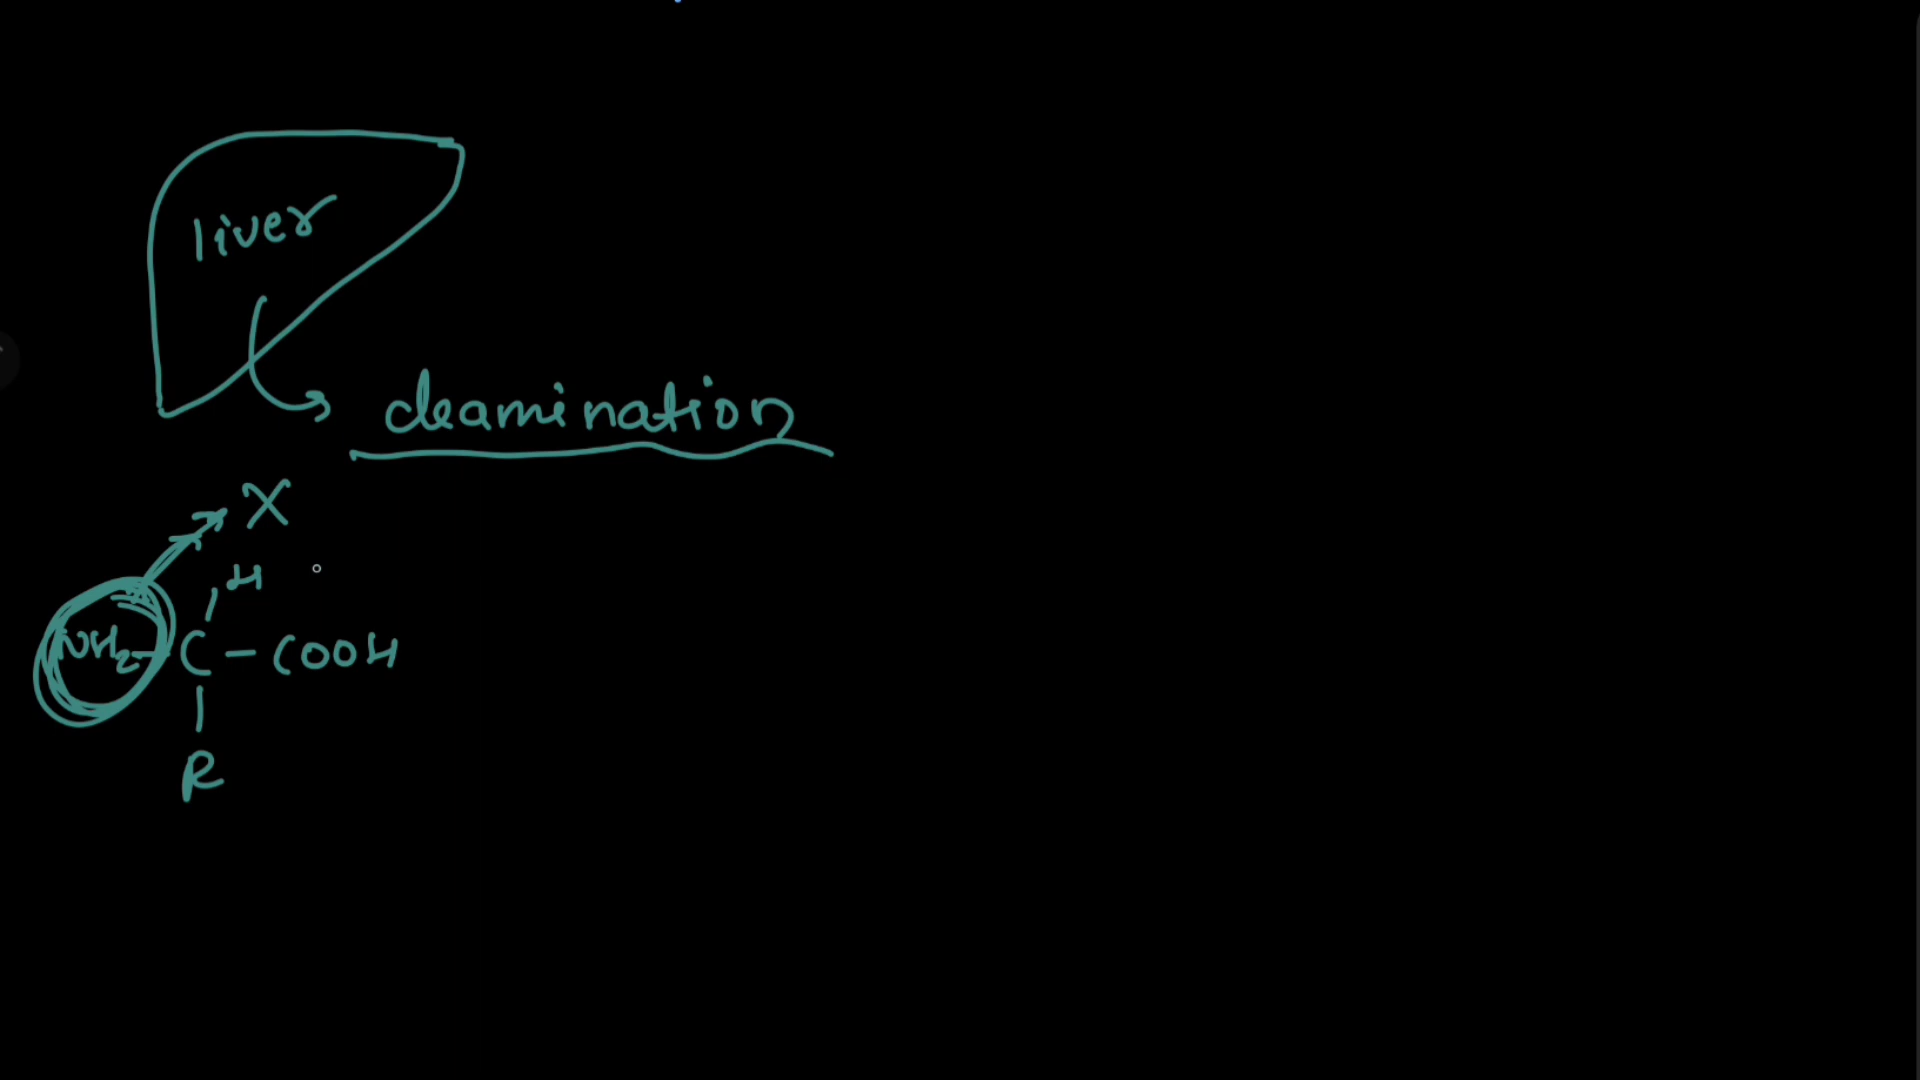 liver
deamination
X
H
NH2-C-COOH
R